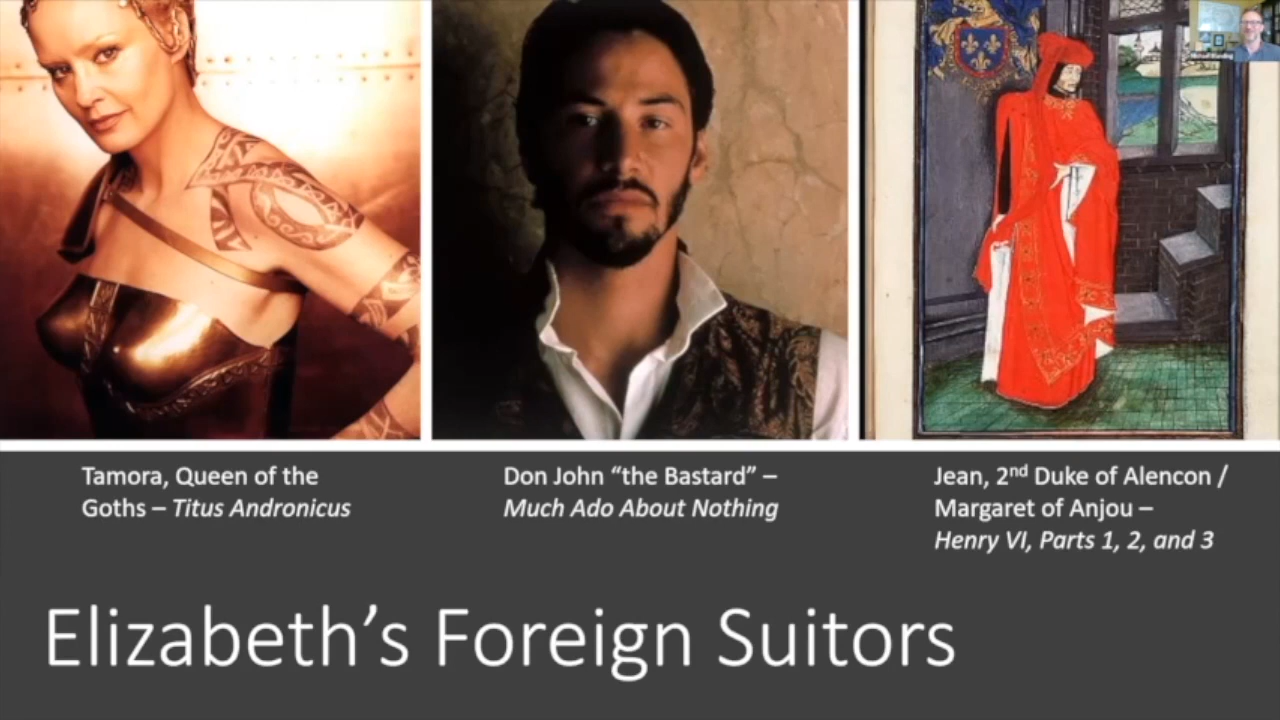 Tamora, Queen of the
Goths – Titus Andronicus
Don John “the Bastard” –
Much Ado About Nothing
Jean, 2nd Duke of Alencon /
Margaret of Anjou –
Henry VI, Parts 1, 2, and 3
Elizabeth’s Foreign Suitors